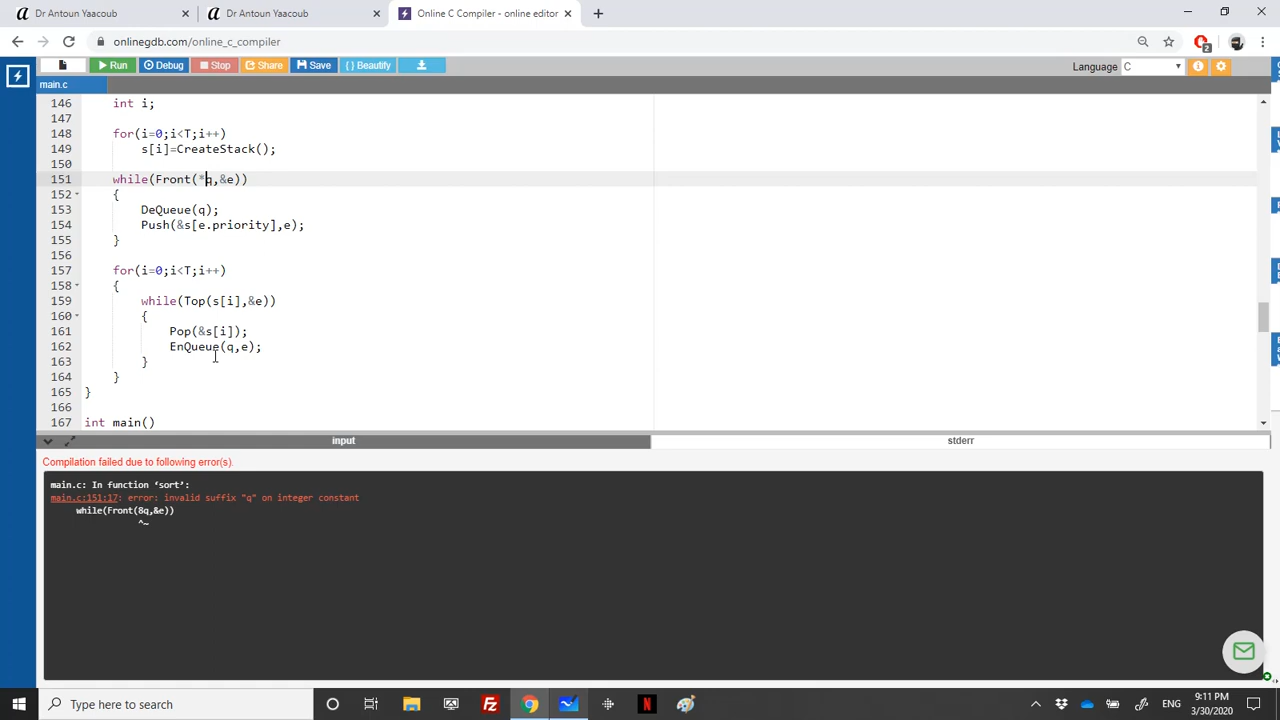 Dr Antoun Yaacoub
Dr Antoun Yaacoub
Online C Compiler - online editor
onlinegdb.com/online_c_compiler
2
Run
Debug
Stop
Share
Save
{ } Beautify
Language
C
main.c
146 int i;
147
148 for(i=0;i<T;i++)
149 s[i]=CreateStack();
150
151 while(Front(*q,&e))
152 {
153 DeQueue(q);
154 Push(&s[e.priority],e);
155 }
156
157 for(i=0;i<T;i++)
158 {
159 while(Top(s[i],&e))
160 {
161 Pop(&s[i]);
162 EnQueue(q,e);
163 }
164 }
165 }
166
167 int main()
input
stderr
Compilation failed due to following error(s).
main.c: In function ‘sort’:
main.c:151:17: error: invalid suffix "q" on integer constant
while(Front(8q,&e))
^~
Type here to search
ENG
9:11 PM
3/30/2020